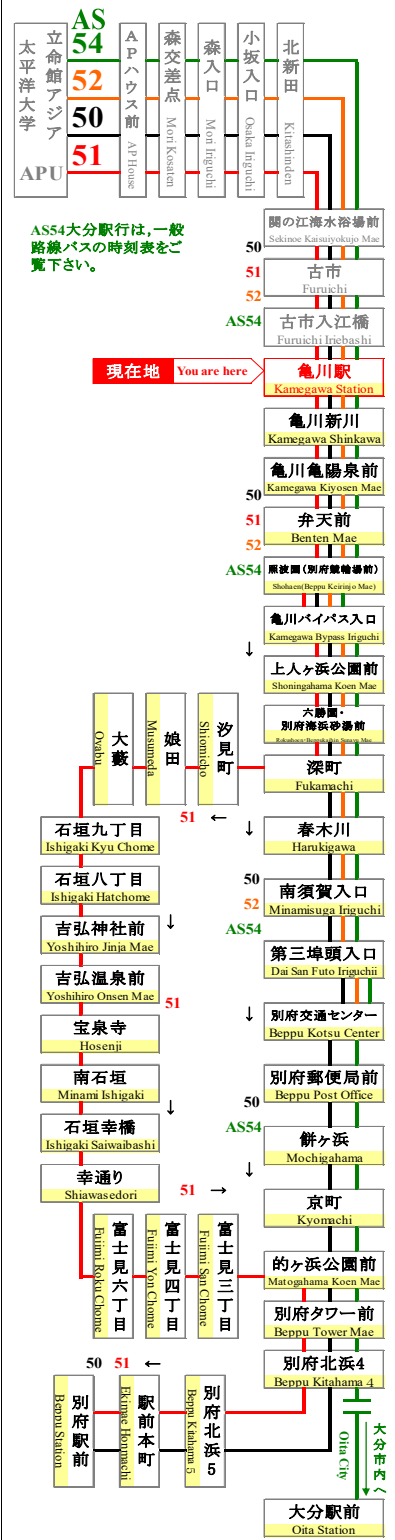 AS
54
52
50
51
立命館アジア
太平洋大学
APU
APハウス前
AP House
森交差点
Mori Kosaten
森入口
Mori Iriguchi
小坂入口
Osaka Iriguchi
北新田
Kitashinden
AS54大分駅行は,一般
路線バスの時刻表をご
覧下さい。
関の江海水浴場前
Sekinoe Kaisuiyokujo Mae
50
51
52
古市
Furuichi
AS54
古市入江橋
Furuichi Iriebashi
現在地
You are here
亀川駅
Kamegawa Station
亀川新川
Kamegawa Shinkawa
亀川亀陽泉前
Kamegawa Kiyosen Mae
50
51
52
弁天前
Benten Mae
AS54
照波園(別府競輪場前)
Shohaen(Beppu Keirinjo Mae)
亀川バイパス入口
Kamegawa Bypass Iriguchi
↓
上人ヶ浜公園前
Shoningahama Koen Mae
六勝園・
別府海浜砂湯前
深町
Fukamachi
汐見町
Shiomicho
娘田
Musumeda
大藪
Oyabu
51 ←
↓
春木川
Harukigawa
石垣九丁目
Ishigaki Kyu Chome
石垣八丁目
Ishigaki Hatchome
50
52
南須賀入口
Minamisuga Iriguchi
AS54
吉弘神社前
Yoshihiro Jinja Mae
↓
第三埠頭入口
Dai San Futo Iriguchii
吉弘温泉前
Yoshihiro Onsen Mae
51
↓
別府交通センター
Beppu Kotsu Center
宝泉寺
Hosenji
南石垣
Minami Ishigaki
別府郵便局前
Beppu Post Office
50
AS54
↓
石垣幸橋
Ishigaki Saiwaibashi
餅ヶ浜
Mochigahama
↓
幸通り
Shiawasedori
51 →
京町
Kyomachi
富士見六丁目
Fujimi Roku Chome
富士見四丁目
Fujimi Yon Chome
富士見三丁目
Fujimi San Chome
的ヶ浜公園前
Matogahama Koen Mae
別府タワー前
Beppu Tower Mae
別府北浜4
Beppu Kitahama 4
50 51 ←
別府北浜5
Beppu Kitahama 5
駅前本町
Ekimae Honmachi
別府駅前
Beppu Station
大分市内へ
Oita City
大分駅前
Oita Station